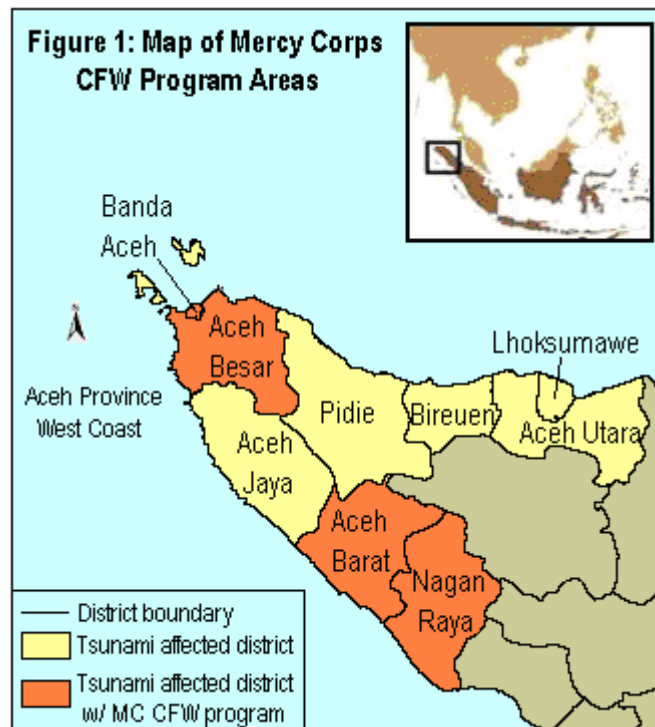 Figure 1: Map of Mercy Corps
CFW Program Areas
Banda
Aceh
N
Aceh
Besar
Lhoksumawe
Aceh Province
West Coast
Pidie
Bireuen
Aceh Utara
Aceh
Jaya
Aceh
Barat
Nagan
Raya
District boundary
Tsunami affected district
Tsunami affected district
w/ MC CFW program